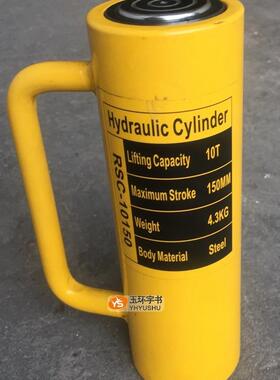 Hydraulic Cylinder
RSC-10150
Lifting Capacity 10T
Maximum Stroke 150MM
Weight 4.3KG
Body Material Steel
YS 玉环字书
YHYUSHU